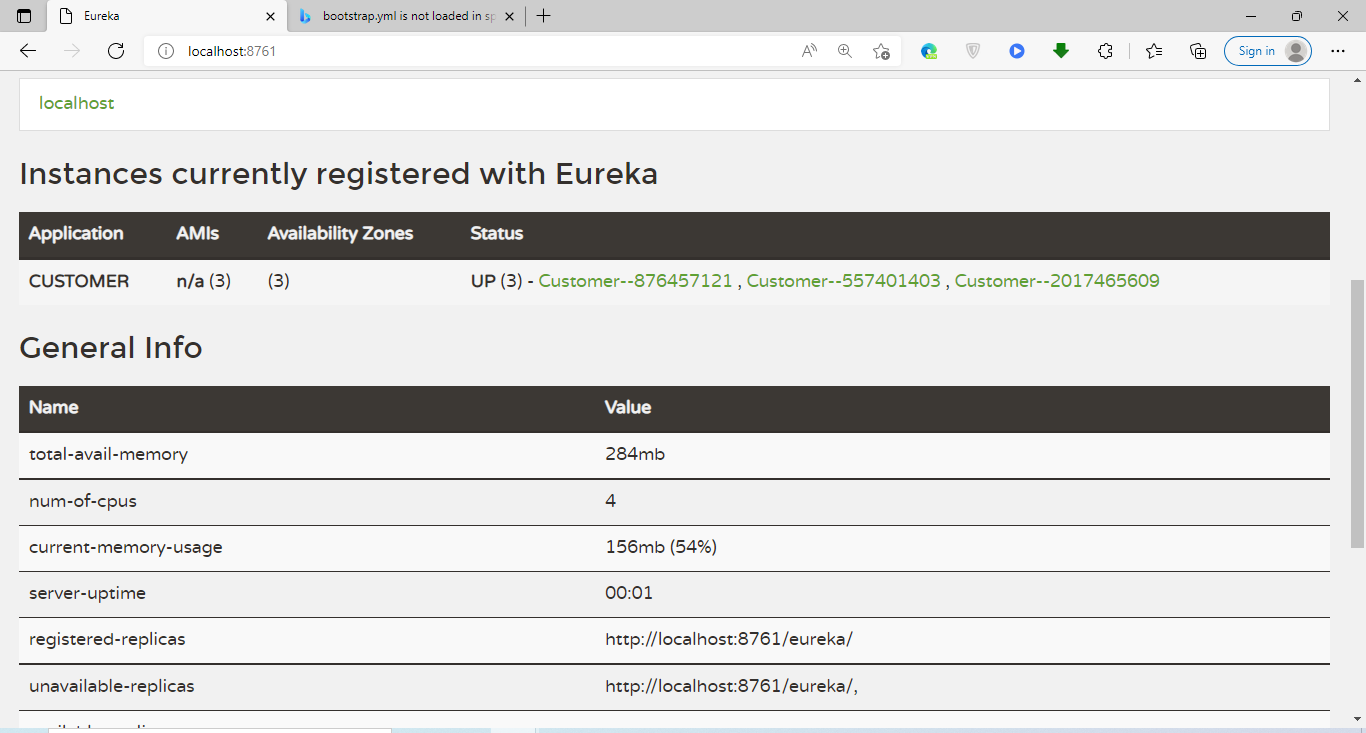 Eureka
bootstrap.yml is not loaded in sp
localhost:8761
Sign in
localhost
Instances currently registered with Eureka
Application AMIs Availability Zones Status
CUSTOMER n/a (3) (3) UP (3) - Customer--876457121 , Customer--557401403 , Customer--2017465609
General Info
Name Value
total-avail-memory 284mb
num-of-cpus 4
current-memory-usage 156mb (54%)
server-uptime 00:01
registered-replicas http://localhost:8761/eureka/
unavailable-replicas http://localhost:8761/eureka/,